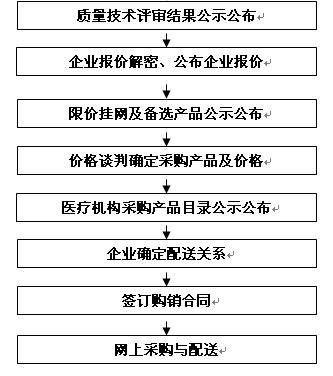 质量技术评审结果公示公布
企业报价解密、公布企业报价
限价挂网及备选产品公示公布
价格谈判确定采购产品及价格
医疗机构采购产品目录公示公布
企业确定配送关系
签订购销合同
网上采购与配送